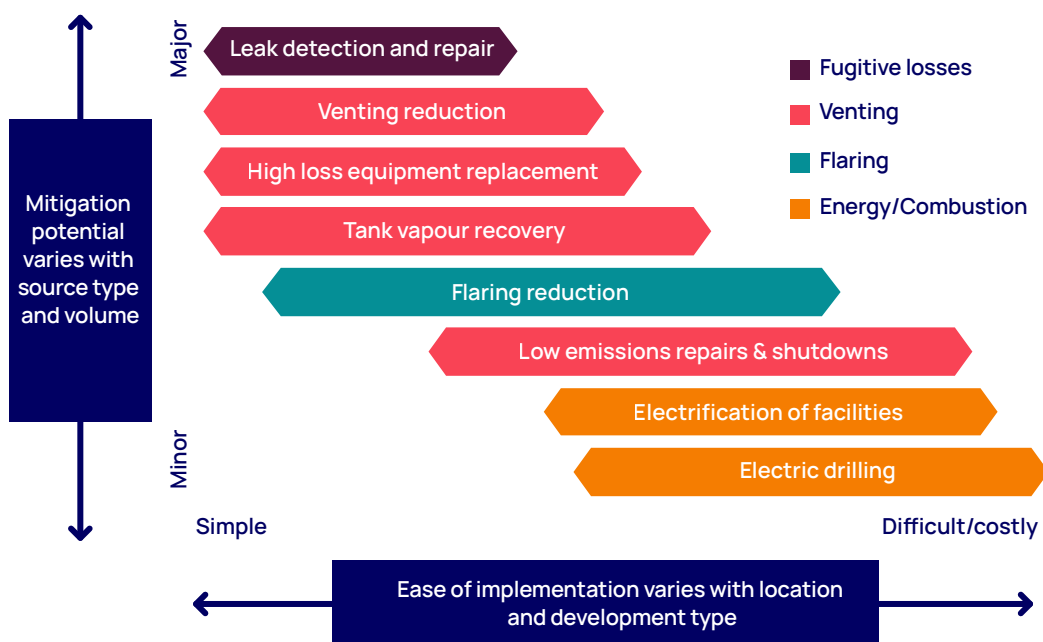 Major
Leak detection and repair
Fugitive losses
Venting reduction
Venting
High loss equipment replacement
Flaring
Tank vapour recovery
Energy/Combustion
Mitigation
potential
varies with
source type
and volume
Flaring reduction
Low emissions repairs & shutdowns
Electrification of facilities
Minor
Electric drilling
Simple
Difficult/costly
Ease of implementation varies with location
and development type